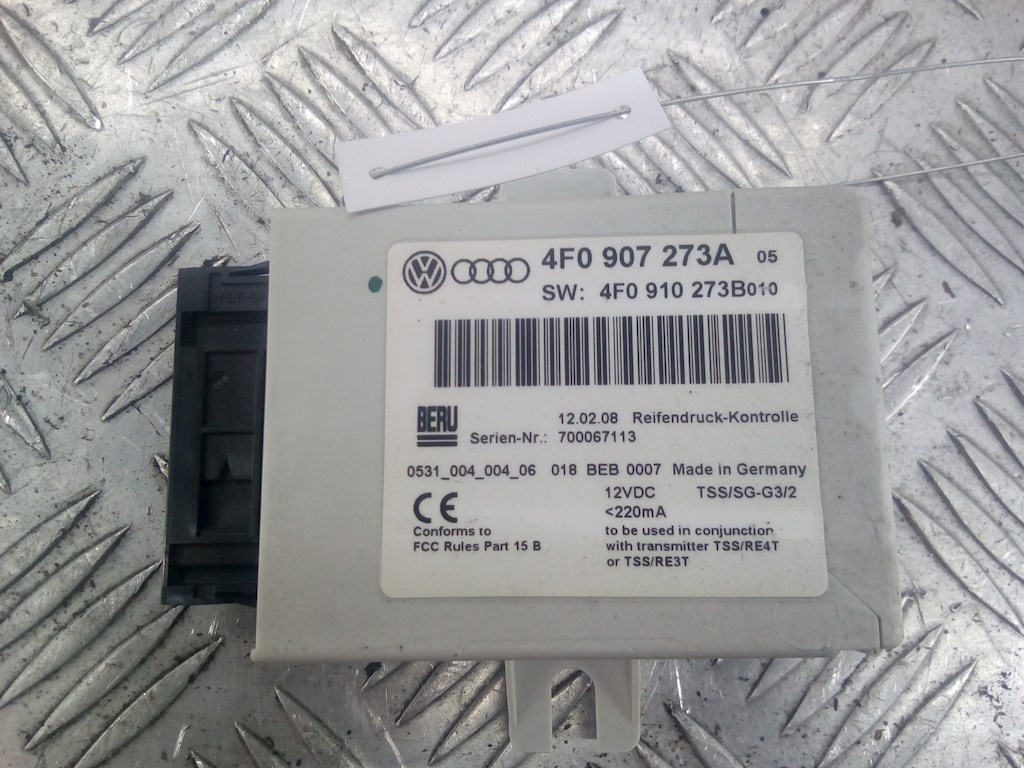 4F0 907 273A 05
SW: 4F0 910 273B010
BERU
12.02.08 Reifendruck-Kontrolle
Serien-Nr.: 700067113
0531_004_004_06 018 BEB 0007 Made in Germany
12VDC TSS/SG-G3/2
CE <220mA
Conforms to
FCC Rules Part 15 B
to be used in conjunction
with transmitter TSS/RE4T
or TSS/RE3T